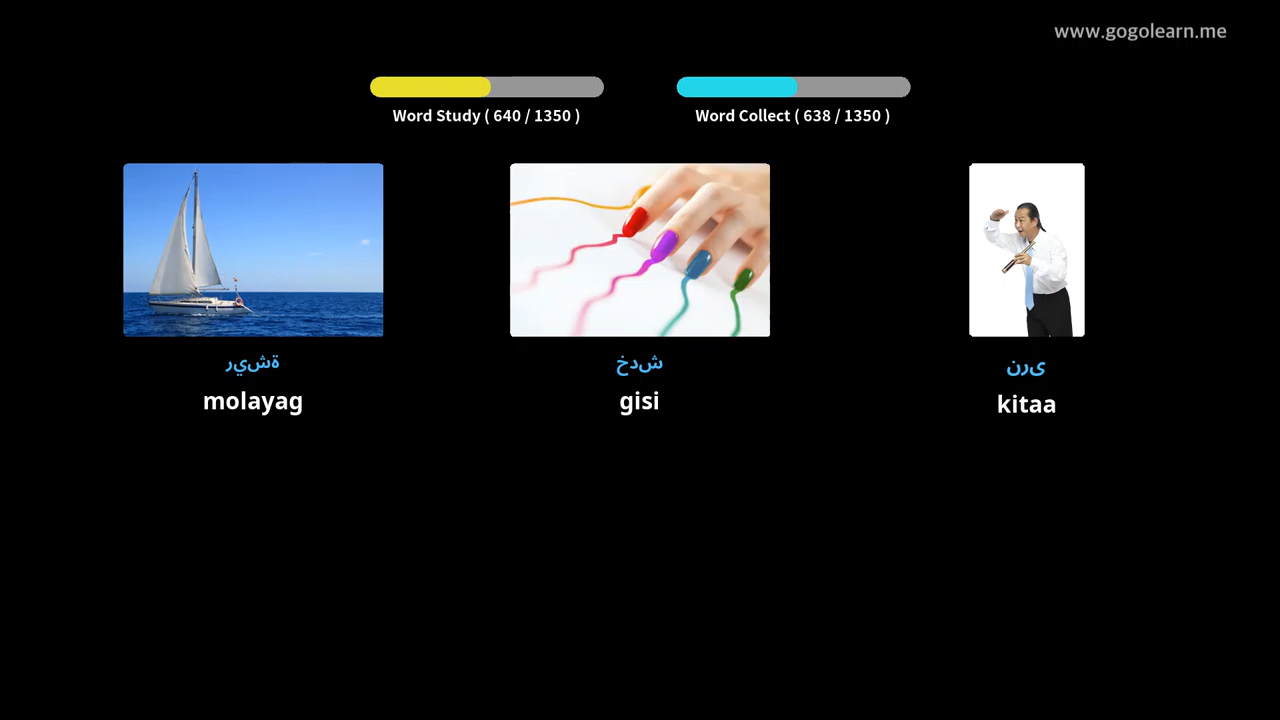 www.gogolearn.me
Word Study ( 640 / 1350 )
Word Collect ( 638 / 1350 )
ةشير
molayag
شدخ
gisi
ىرن
kitaa